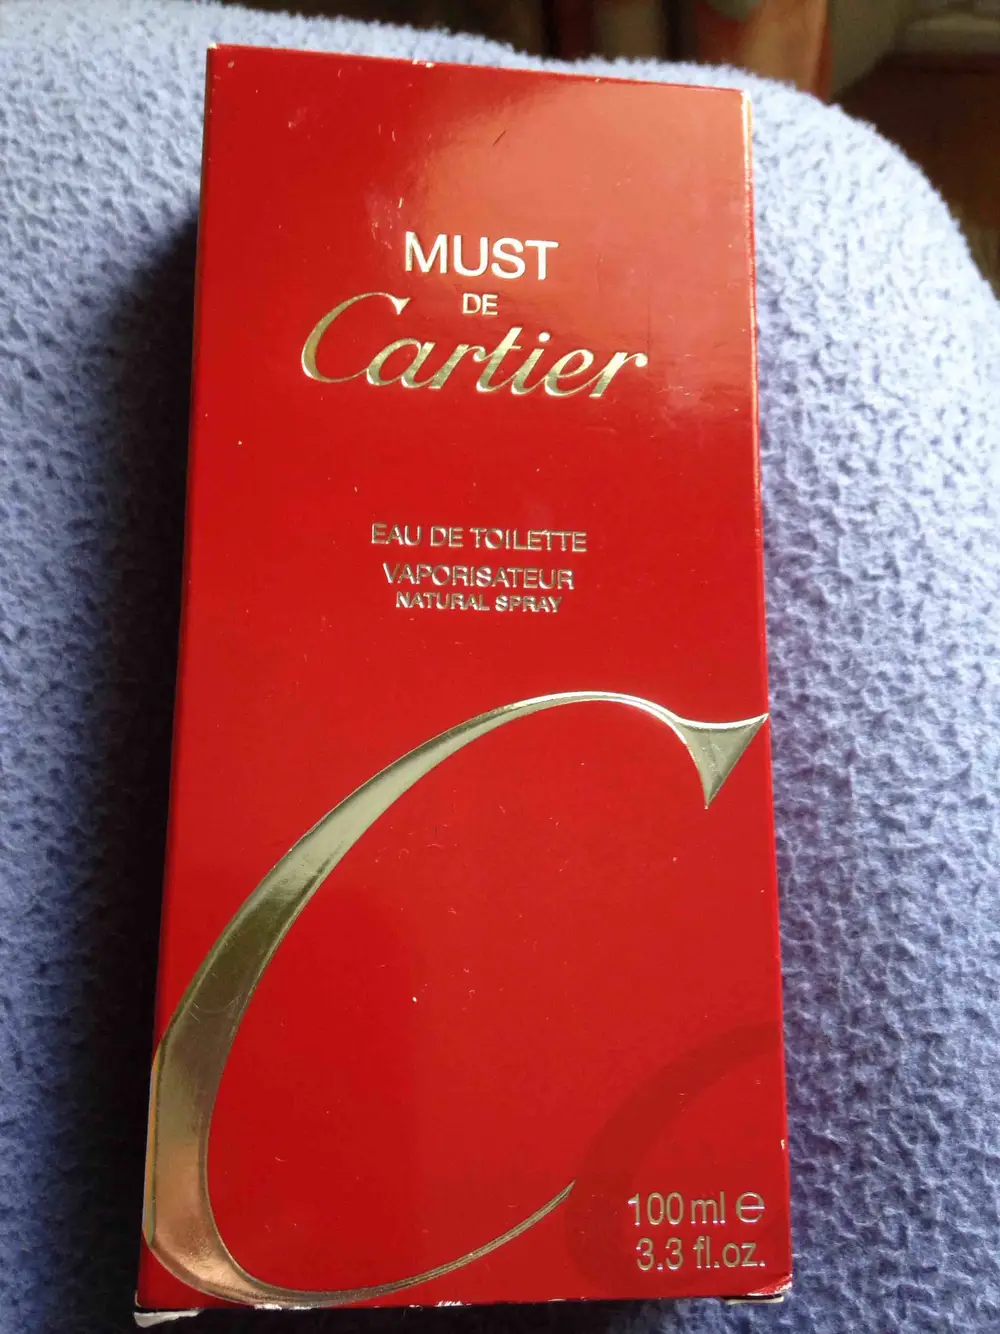 MUST
DE
Cartier
EAU DE TOILETTE
VAPORISATEUR
NATURAL SPRAY
100 ml ℮
3.3 fl.oz.